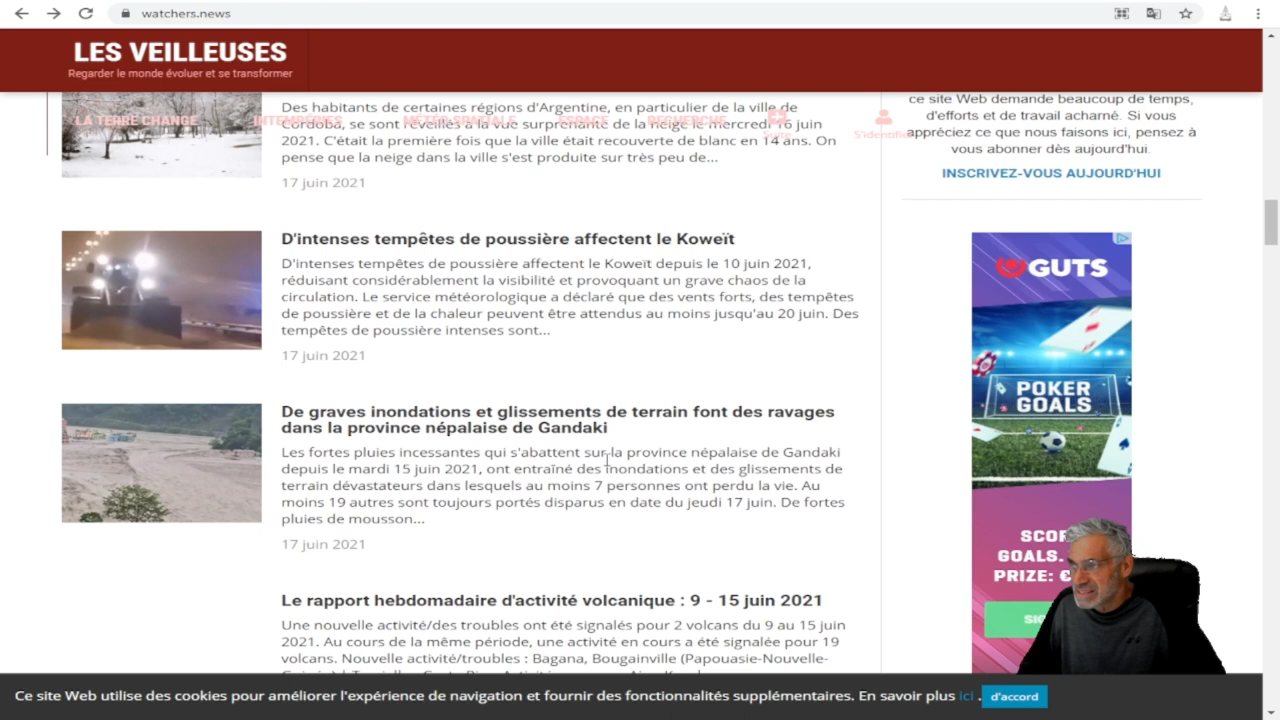 watchers.news
LES VEILLEUSES
Regarder le monde évoluer et se transformer
LA TERRE CHANGE
INTEMPÉRIES
MÉTÉO SPATIALE
ESPACE
RECHERCHE
Suite
S'identifier
Des habitants de certaines régions d'Argentine, en particulier de la ville de
Cordoba, se sont réveillés à la vue surprenante de la neige le mercredi 16 juin
2021. C'était la première fois que la ville était recouverte de blanc en 14 ans. On
pense que la neige dans la ville s'est produite sur très peu de...
17 juin 2021
D'intenses tempêtes de poussière affectent le Koweït
D'intenses tempêtes de poussière affectent le Koweït depuis le 10 juin 2021,
réduisant considérablement la visibilité et provoquant un grave chaos de la
circulation. Le service météorologique a déclaré que des vents forts, des tempêtes
de poussière et de la chaleur peuvent être attendus au moins jusqu'au 20 juin. Des
tempêtes de poussière intenses sont...
17 juin 2021
De graves inondations et glissements de terrain font des ravages
dans la province népalaise de Gandaki
Les fortes pluies incessantes qui s'abattent sur la province népalaise de Gandaki
depuis le mardi 15 juin 2021, ont entraîné des inondations et des glissements de
terrain dévastateurs dans lesquels au moins 7 personnes ont perdu la vie. Au
moins 19 autres sont toujours portés disparus en date du jeudi 17 juin. De fortes
pluies de mousson...
17 juin 2021
Le rapport hebdomadaire d'activité volcanique : 9 - 15 juin 2021
Une nouvelle activité/des troubles ont été signalés pour 2 volcans du 9 au 15 juin
2021. Au cours de la même période, une activité en cours a été signalée pour 19
volcans. Nouvelle activité/troubles : Bagana, Bougainville (Papouasie-Nouvelle-
ce site Web demande beaucoup de temps,
d'efforts et de travail acharné. Si vous
appréciez ce que nous faisons ici, pensez à
vous abonner dès aujourd'hui.
INSCRIVEZ-VOUS AUJOURD'HUI
GUTS
POKER
GOALS
GOALS.
PRIZE: €
Ce site Web utilise des cookies pour améliorer l'expérience de navigation et fournir des fonctionnalités supplémentaires. En savoir plus ici . d'accord